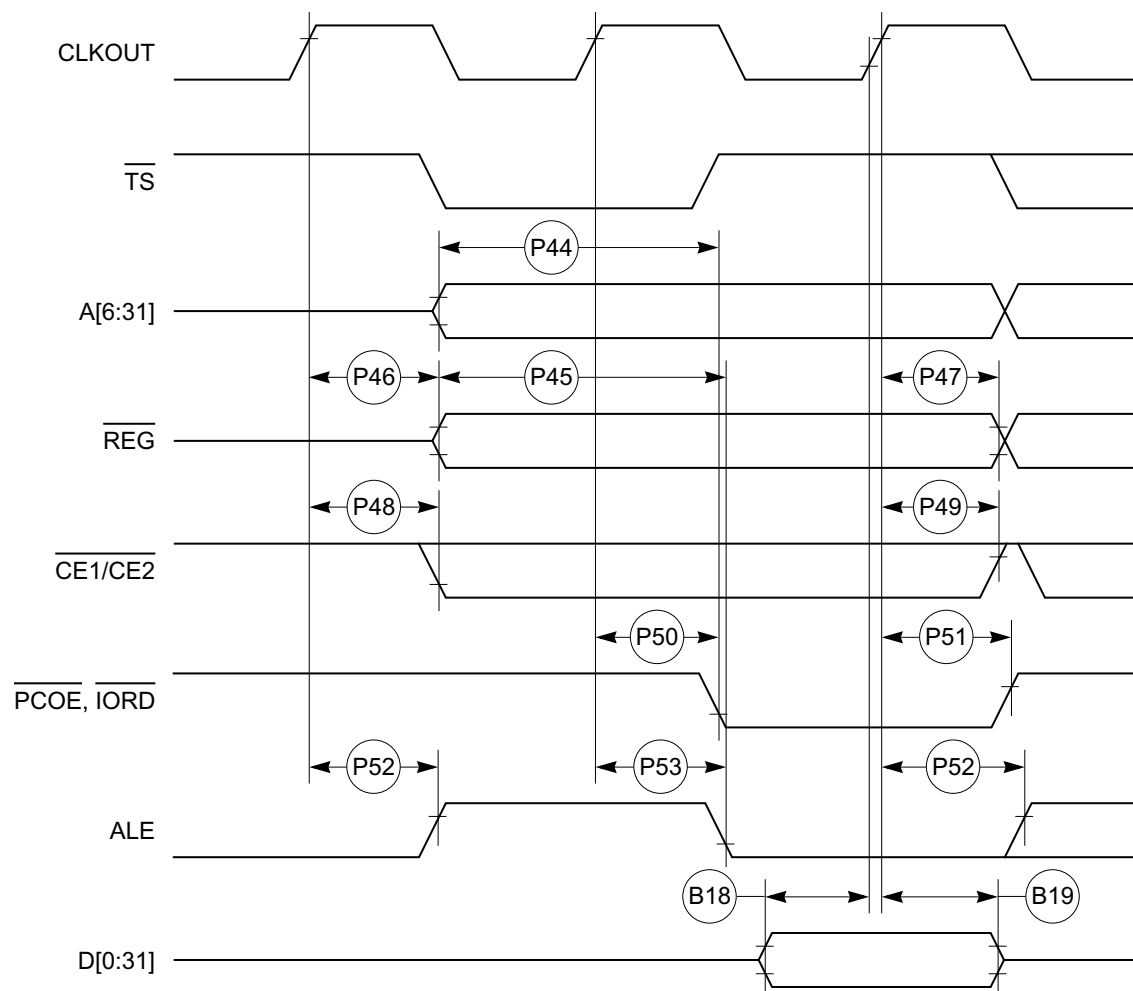 CLKOUT
TS
P44
A[6:31]
P46 P45 P47
REG
P48 P49
CE1/CE2
P50 P51
PCOE, IORD
P52 P53 P52
ALE
B18 B19
D[0:31]